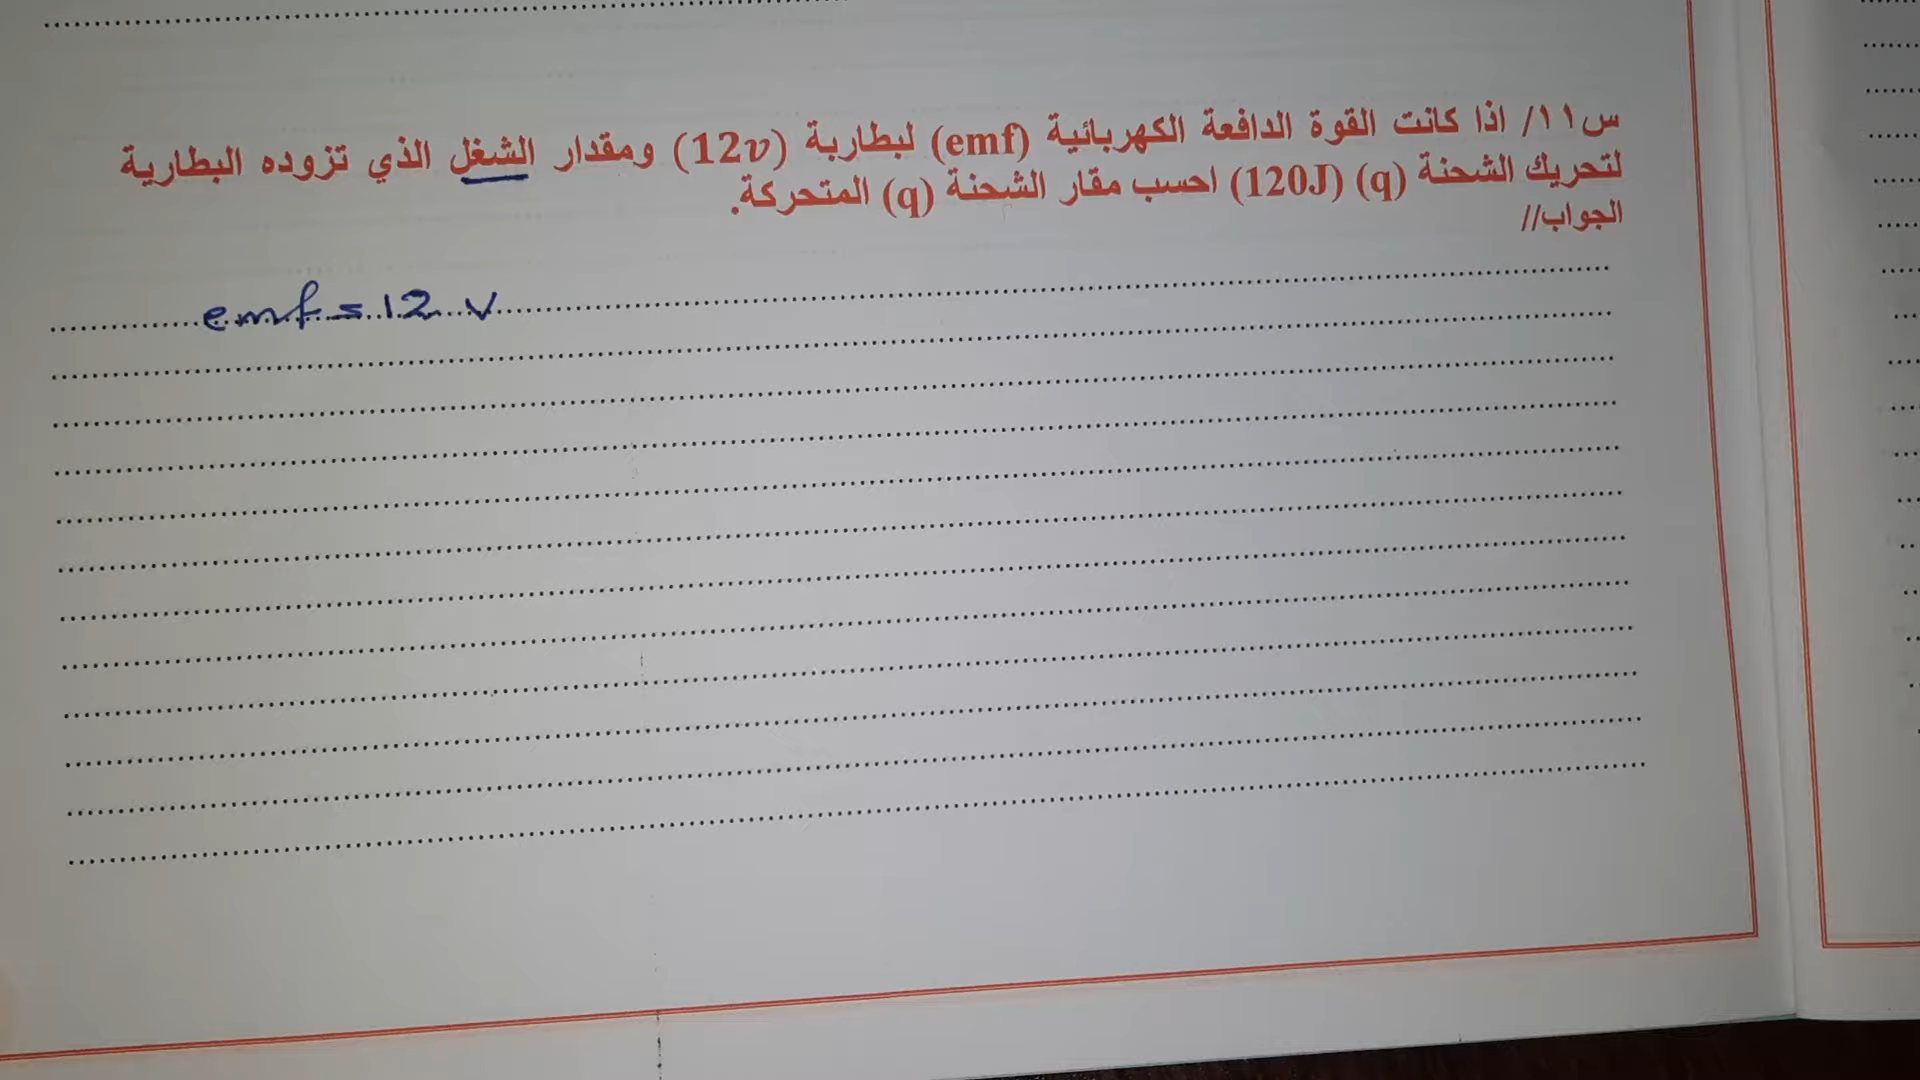 س١١/ اذا كانت القوة الدافعة الكهربائية (emf) لبطاربة (12v) ومقدار الشغل الذي تزوده البطارية
لتحريك الشحنة (q) (120J) احسب مقار الشحنة (q) المتحركة.
الجواب//
emf = 12 v